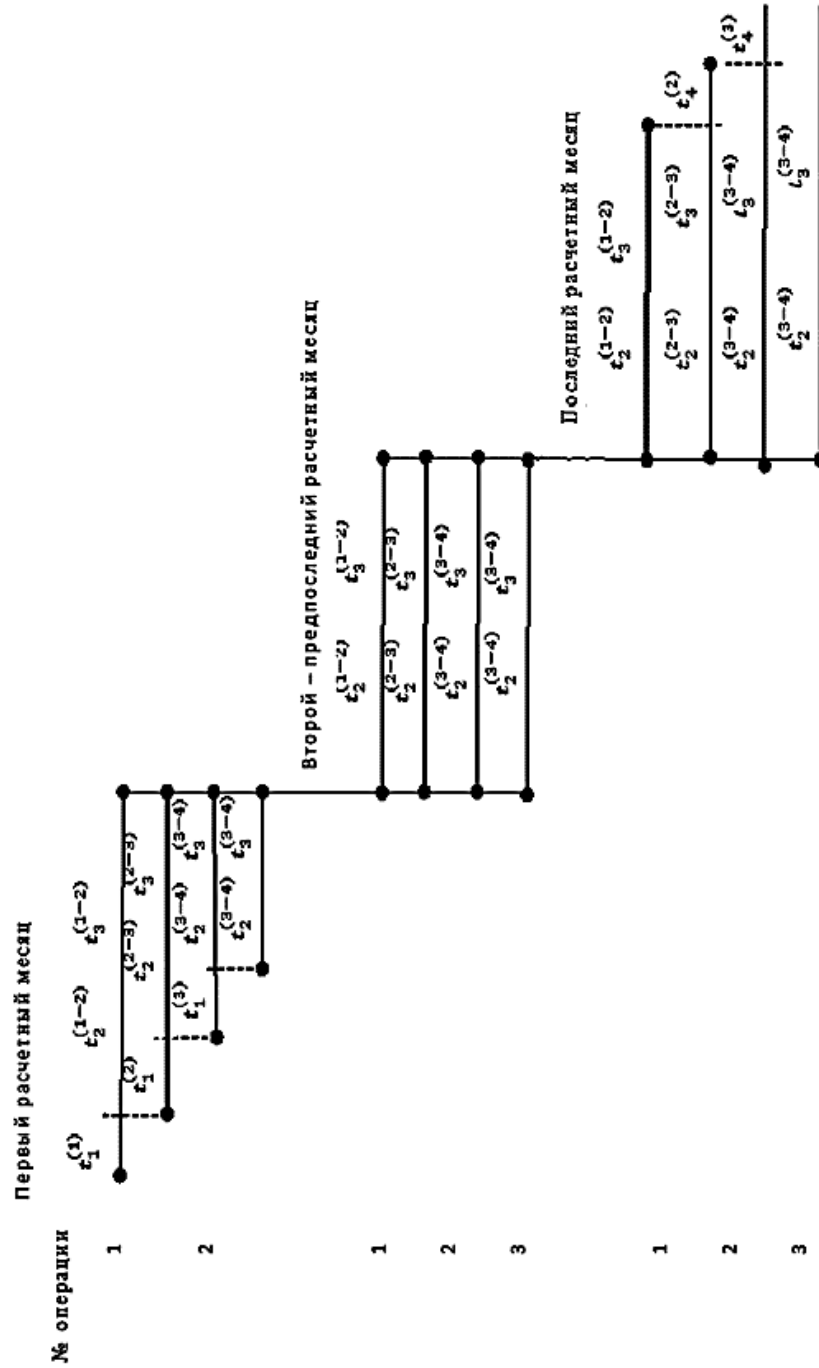 Первый расчетный месяц
№ операции
t₁⁽¹⁾ t₂⁽¹⁻²⁾ t₃⁽¹⁻²⁾
1
t₁⁽²⁾ t₂⁽²⁻³⁾ t₃⁽²⁻³⁾
t₁⁽³⁾ t₂⁽³⁻⁴⁾ t₃⁽³⁻⁴⁾
2
t₂⁽³⁻⁴⁾ t₃⁽³⁻⁴⁾
Второй – предпоследний расчетный месяц
t₂⁽¹⁻²⁾ t₃⁽¹⁻²⁾
1
t₂⁽²⁻³⁾ t₃⁽²⁻³⁾
2
t₂⁽³⁻⁴⁾ t₃⁽³⁻⁴⁾
t₂⁽³⁻⁴⁾ t₃⁽³⁻⁴⁾
3
Последний расчетный месяц
t₂⁽¹⁻²⁾ t₃⁽¹⁻²⁾
1
t₂⁽²⁻³⁾ t₃⁽²⁻³⁾ t₄⁽²⁾
2
t₂⁽³⁻⁴⁾ t₃⁽³⁻⁴⁾ t₄⁽³⁾
t₂⁽³⁻⁴⁾ t₃⁽³⁻⁴⁾
3